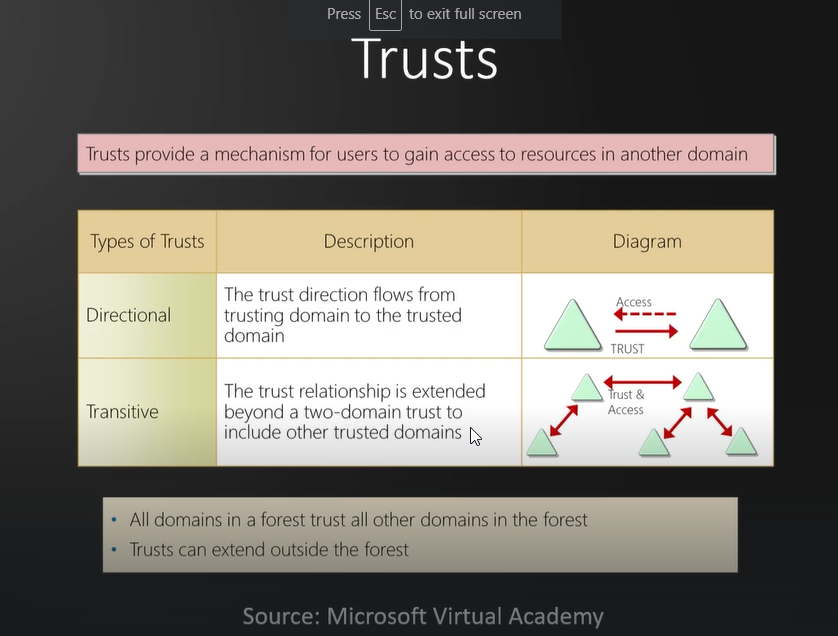 Press Esc to exit full screen
Trusts
Trusts provide a mechanism for users to gain access to resources in another domain
Types of Trusts
Description
Diagram
Directional
The trust direction flows from
trusting domain to the trusted
domain
Access
TRUST
Transitive
The trust relationship is extended
beyond a two-domain trust to
include other trusted domains
Trust &
Access
• All domains in a forest trust all other domains in the forest
• Trusts can extend outside the forest
Source: Microsoft Virtual Academy